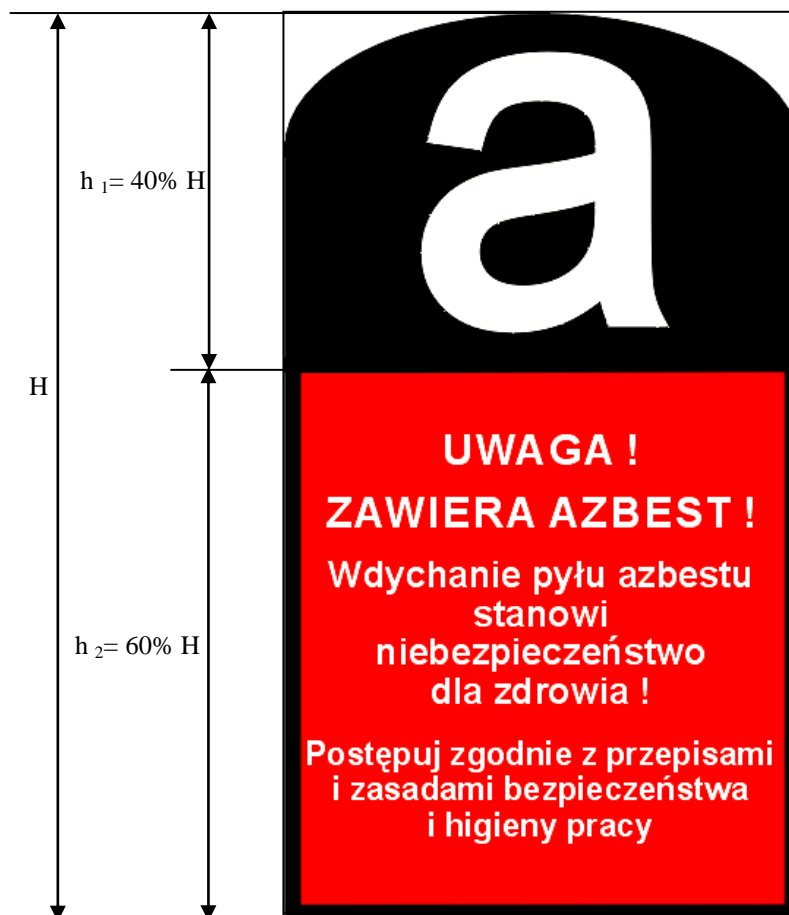 a
h 1= 40% H
H
UWAGA !
ZAWIERA AZBEST !
Wdychanie pyłu azbestu
stanowi
niebezpieczeństwo
dla zdrowia !
h 2= 60% H
Postępuj zgodnie z przepisami
i zasadami bezpieczeństwa
i higieny pracy